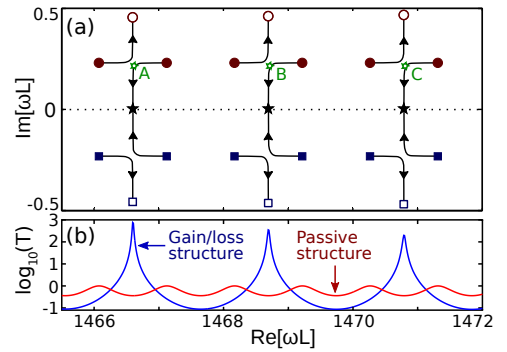 (a)
0.5
0
-0.5
Im[ωL]
A
B
C
(b)
3
2
1
0
-1
log10(T)
Gain/loss
structure
Passive
structure
1466
1468
1470
1472
Re[ωL]